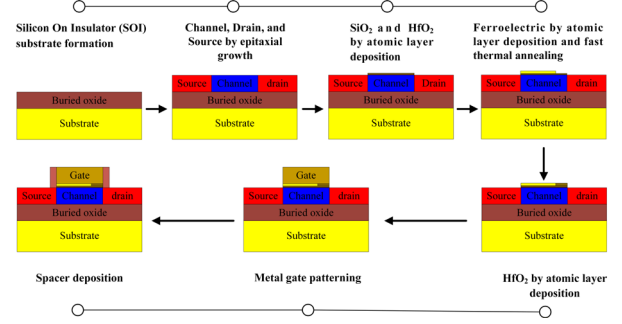 Silicon On Insulator (SOI)
substrate formation
Channel, Drain, and
Source by epitaxial
growth
SiO₂ and HfO₂
by atomic layer
deposition
Ferroelectric by atomic
layer deposition and fast
thermal annealing
Buried oxide
Substrate
Source Channel drain
Buried oxide
Substrate
Source Channel Drain
Buried oxide
Substrate
Source Channel drain
Buried oxide
Substrate
Gate
Source Channel drain
Buried oxide
Substrate
Gate
Source Channel drain
Buried oxide
Substrate
Source Channel drain
Buried oxide
Substrate
Spacer deposition
Metal gate patterning
HfO₂ by atomic layer
deposition